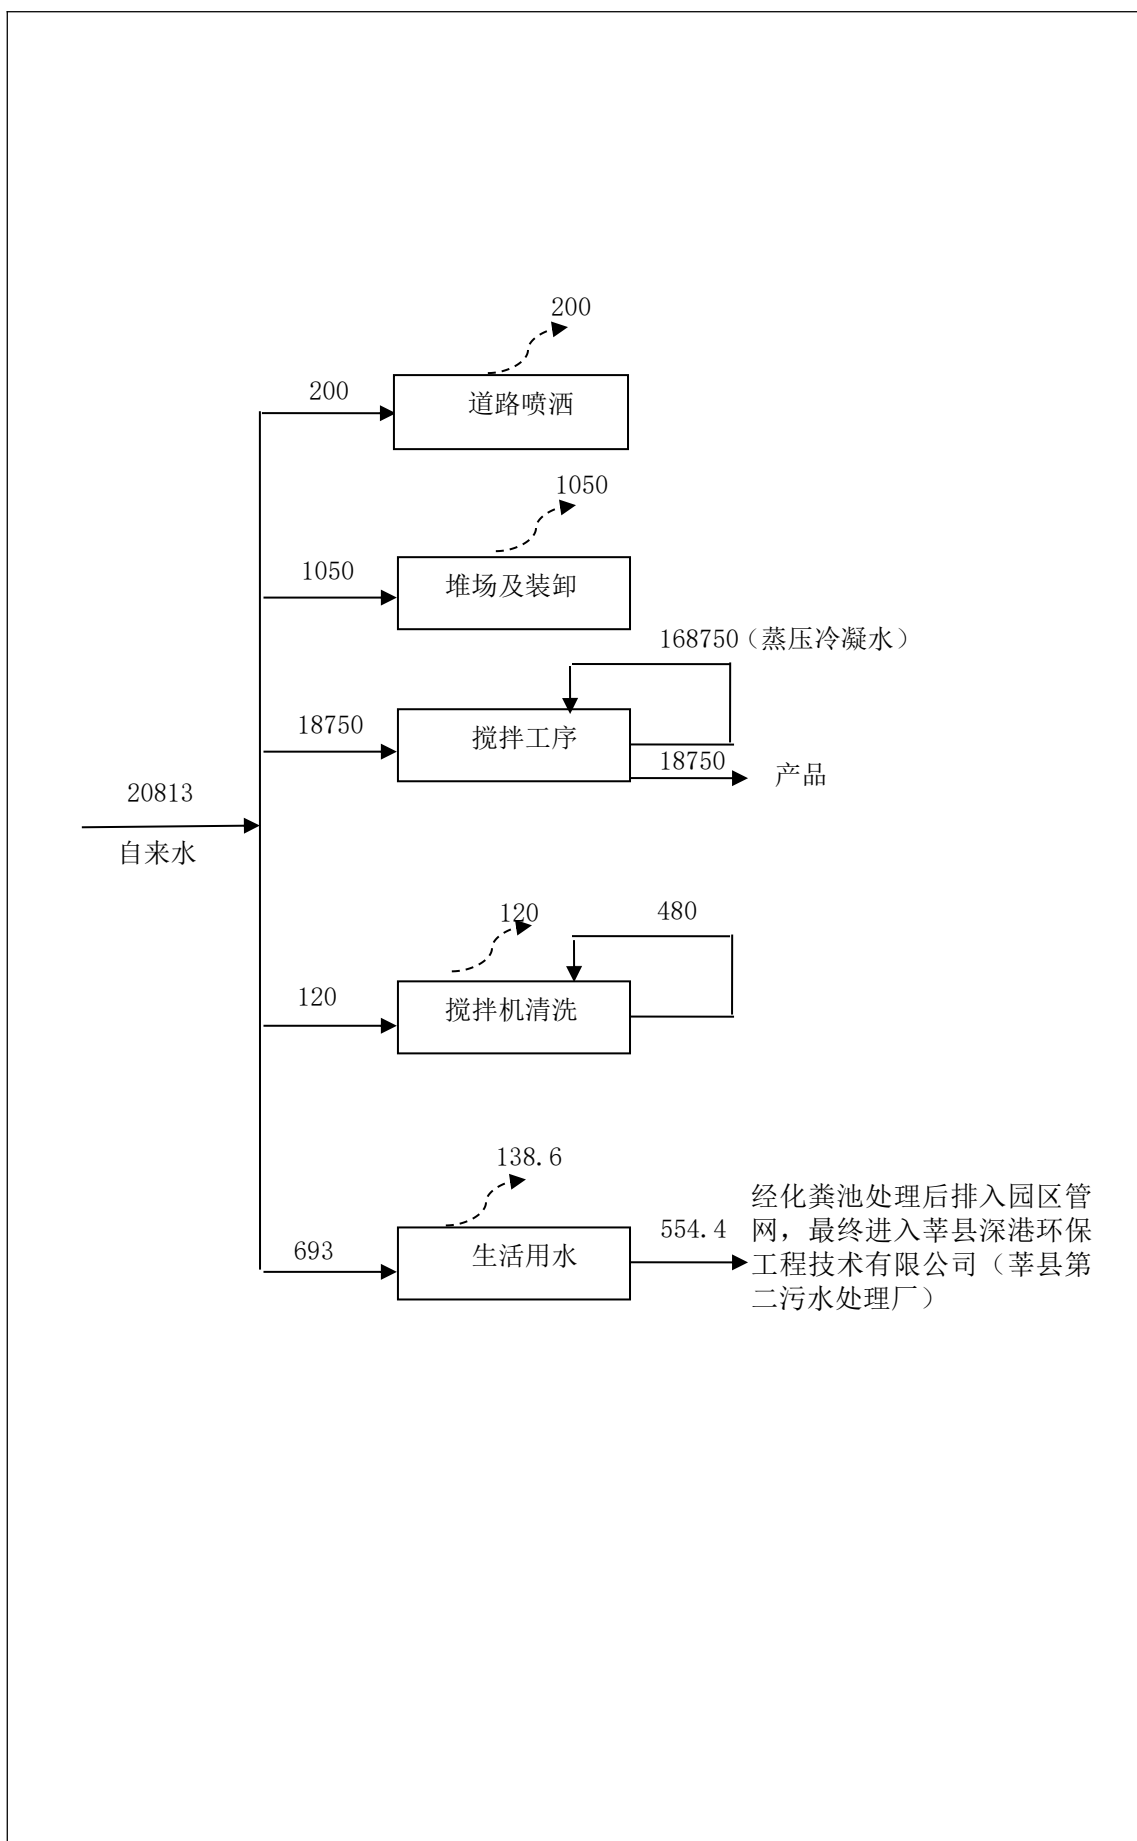 200
200
道路喷洒
1050
1050
堆场及装卸
168750（蒸压冷凝水）
18750
搅拌工序
18750
产品
20813
自来水
120
480
120
搅拌机清洗
138.6
693
生活用水
554.4
经化粪池处理后排入园区管
网，最终进入莘县深港环保
工程技术有限公司（莘县第
二污水处理厂）